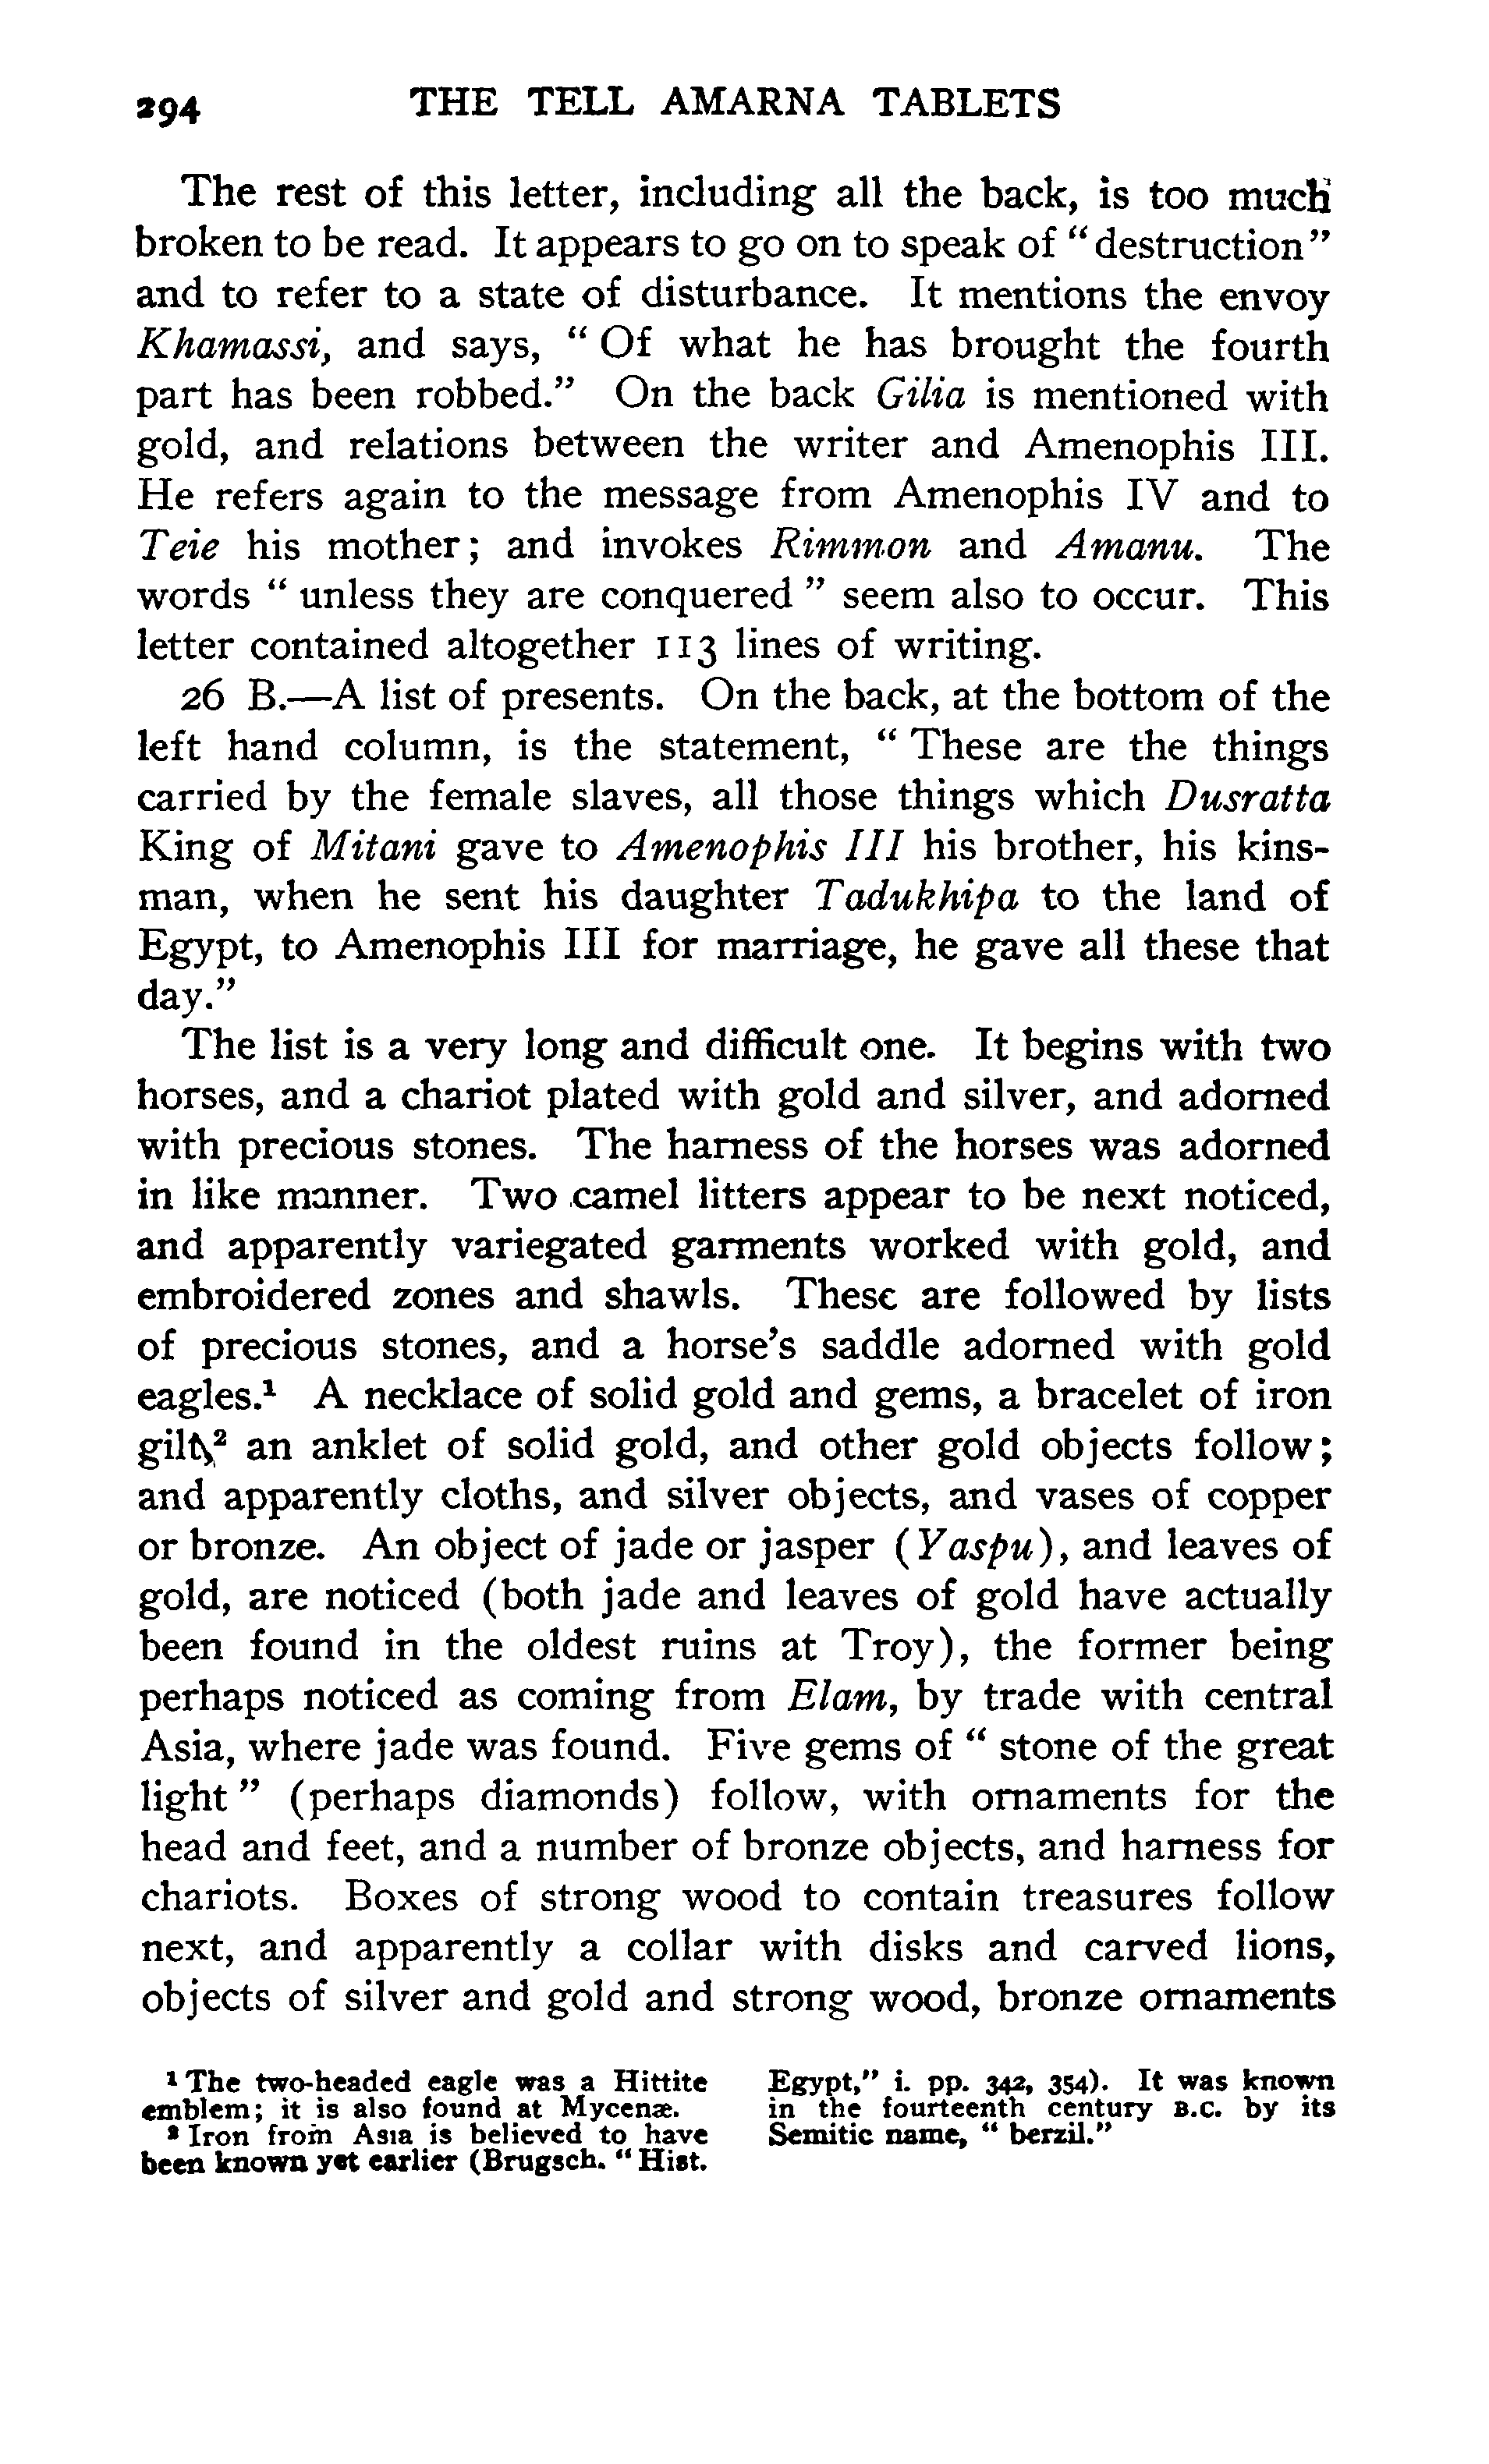 294 THE TELL AMARNA TABLETS
The rest of this letter, including all the back, is too much
broken to be read. It appears to go on to speak of “destruction”
and to refer to a state of disturbance. It mentions the envoy
Khamassi, and says, “Of what he has brought the fourth
part has been robbed.” On the back Gilia is mentioned with
gold, and relations between the writer and Amenophis III.
He refers again to the message from Amenophis IV and to
Teie his mother; and invokes Rimmon and Amanu. The
words “unless they are conquered” seem also to occur. This
letter contained altogether 113 lines of writing.
26 B.—A list of presents. On the back, at the bottom of the
left hand column, is the statement, “These are the things
carried by the female slaves, all those things which Dusratta
King of Mitani gave to Amenophis III his brother, his kins-
man, when he sent his daughter Tadukhipa to the land of
Egypt, to Amenophis III for marriage, he gave all these that
day.”
The list is a very long and difficult one. It begins with two
horses, and a chariot plated with gold and silver, and adorned
with precious stones. The harness of the horses was adorned
in like manner. Two camel litters appear to be next noticed,
and apparently variegated garments worked with gold, and
embroidered zones and shawls. These are followed by lists
of precious stones, and a horse’s saddle adorned with gold
eagles.¹ A necklace of solid gold and gems, a bracelet of iron
gilt,² an anklet of solid gold, and other gold objects follow;
and apparently cloths, and silver objects, and vases of copper
or bronze. An object of jade or jasper (Yaspu), and leaves of
gold, are noticed (both jade and leaves of gold have actually
been found in the oldest ruins at Troy), the former being
perhaps noticed as coming from Elam, by trade with central
Asia, where jade was found. Five gems of “stone of the great
light” (perhaps diamonds) follow, with ornaments for the
head and feet, and a number of bronze objects, and harness for
chariots. Boxes of strong wood to contain treasures follow
next, and apparently a collar with disks and carved lions,
objects of silver and gold and strong wood, bronze ornaments
¹ The two-headed eagle was a Hittite
emblem; it is also found at Mycenæ.
² Iron from Asia is believed to have
been known yet earlier (Brugsch. “Hist.
Egypt,” i. pp. 342, 354). It was known
in the fourteenth century B.C. by its
Semitic name, “berzil.”